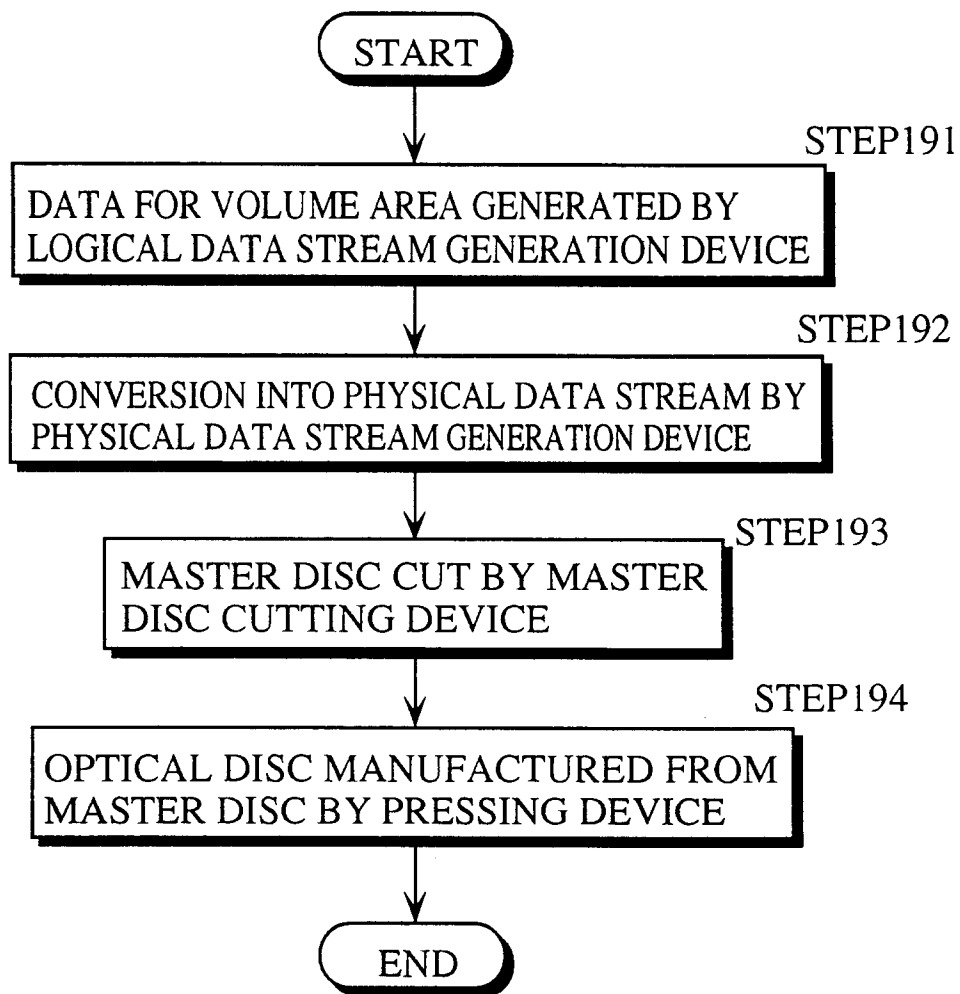 START
STEP191
DATA FOR VOLUME AREA GENERATED BY
LOGICAL DATA STREAM GENERATION DEVICE
STEP192
CONVERSION INTO PHYSICAL DATA STREAM BY
PHYSICAL DATA STREAM GENERATION DEVICE
STEP193
MASTER DISC CUT BY MASTER
DISC CUTTING DEVICE
STEP194
OPTICAL DISC MANUFACTURED FROM
MASTER DISC BY PRESSING DEVICE
END